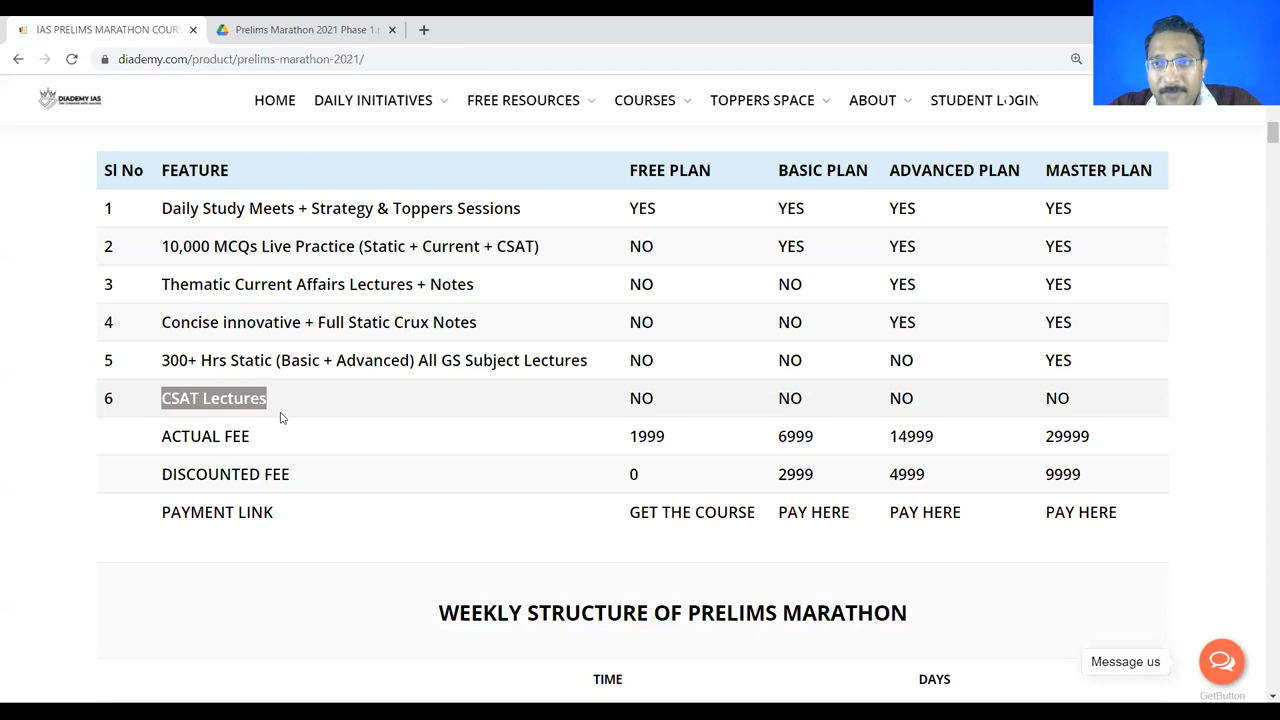 IAS PRELIMS MARATHON COUR
Prelims Marathon 2021 Phase 1.p
diademy.com/product/prelims-marathon-2021/
DIADEMY IAS
HOME DAILY INITIATIVES FREE RESOURCES COURSES TOPPERS SPACE ABOUT STUDENT LOGIN
Sl No FEATURE FREE PLAN BASIC PLAN ADVANCED PLAN MASTER PLAN
1 Daily Study Meets + Strategy & Toppers Sessions YES YES YES YES
2 10,000 MCQs Live Practice (Static + Current + CSAT) NO YES YES YES
3 Thematic Current Affairs Lectures + Notes NO NO YES YES
4 Concise innovative + Full Static Crux Notes NO NO YES YES
5 300+ Hrs Static (Basic + Advanced) All GS Subject Lectures NO NO NO YES
6 CSAT Lectures NO NO NO NO
ACTUAL FEE 1999 6999 14999 29999
DISCOUNTED FEE 0 2999 4999 9999
PAYMENT LINK GET THE COURSE PAY HERE PAY HERE PAY HERE
WEEKLY STRUCTURE OF PRELIMS MARATHON
Message us
TIME DAYS
GetButton